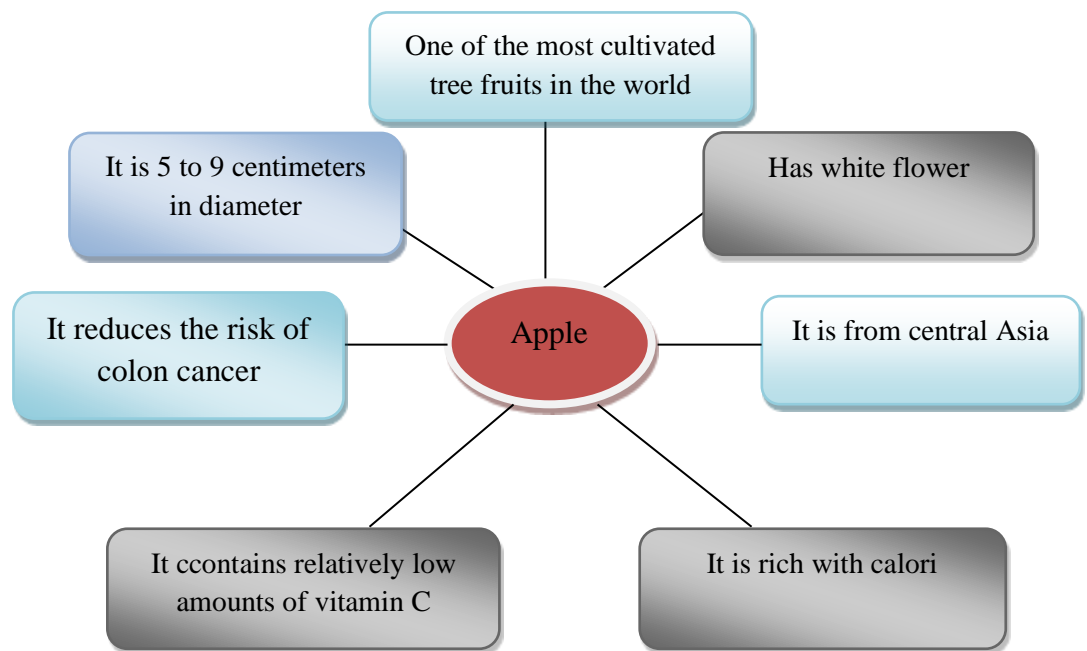 One of the most cultivated
tree fruits in the world
It is 5 to 9 centimeters
in diameter
Has white flower
It reduces the risk of
colon cancer
Apple
It is from central Asia
It ccontains relatively low
amounts of vitamin C
It is rich with calori